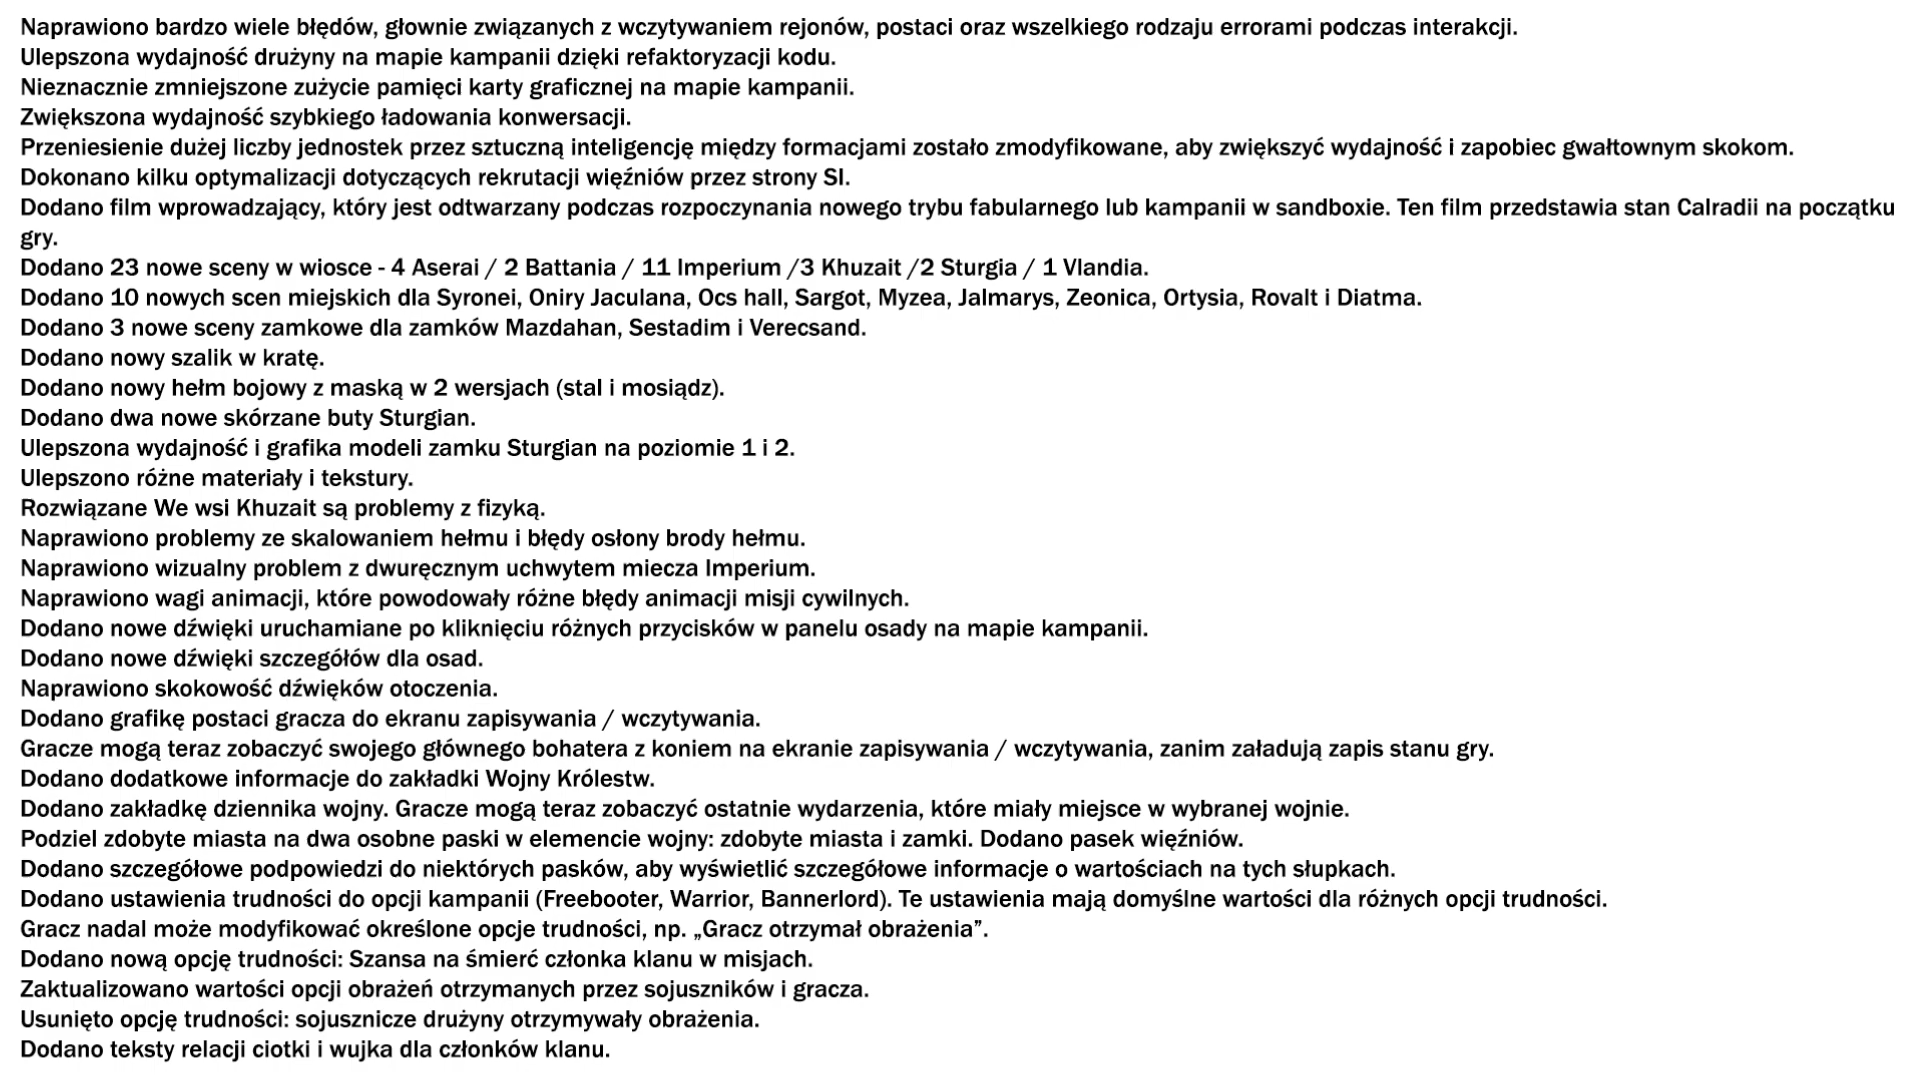 Naprawiono bardzo wiele błędów, głownie związanych z wczytywaniem rejonów, postaci oraz wszelkiego rodzaju errorami podczas interakcji.
Ulepszona wydajność drużyny na mapie kampanii dzięki refaktoryzacji kodu.
Nieznacznie zmniejszone zużycie pamięci karty graficznej na mapie kampanii.
Zwiększona wydajność szybkiego ładowania konwersacji.
Przeniesienie dużej liczby jednostek przez sztuczną inteligencję między formacjami zostało zmodyfikowane, aby zwiększyć wydajność i zapobiec gwałtownym skokom.
Dokonano kilku optymalizacji dotyczących rekrutacji więźniów przez strony SI.
Dodano film wprowadzający, który jest odtwarzany podczas rozpoczynania nowego trybu fabularnego lub kampanii w sandboxie. Ten film przedstawia stan Calradii na początku
gry.
Dodano 23 nowe sceny w wiosce - 4 Aserai / 2 Battania / 11 Imperium /3 Khuzait /2 Sturgia / 1 Vlandia.
Dodano 10 nowych scen miejskich dla Syronei, Oniry Jaculana, Ocs hall, Sargot, Myzea, Jalmarys, Zeonica, Ortysia, Rovalt i Diatma.
Dodano 3 nowe sceny zamkowe dla zamków Mazdahan, Sestadim i Verecsand.
Dodano nowy szalik w kratę.
Dodano nowy hełm bojowy z maską w 2 wersjach (stal i mosiądz).
Dodano dwa nowe skórzane buty Sturgian.
Ulepszona wydajność i grafika modeli zamku Sturgian na poziomie 1 i 2.
Ulepszono różne materiały i tekstury.
Rozwiązane We wsi Khuzait są problemy z fizyką.
Naprawiono problemy ze skalowaniem hełmu i błędy osłony brody hełmu.
Naprawiono wizualny problem z dwuręcznym uchwytem miecza Imperium.
Naprawiono wagi animacji, które powodowały różne błędy animacji misji cywilnych.
Dodano nowe dźwięki uruchamiane po kliknięciu różnych przycisków w panelu osady na mapie kampanii.
Dodano nowe dźwięki szczegółów dla osad.
Naprawiono skokowość dźwięków otoczenia.
Dodano grafikę postaci gracza do ekranu zapisywania / wczytywania.
Gracze mogą teraz zobaczyć swojego głównego bohatera z koniem na ekranie zapisywania / wczytywania, zanim załadują zapis stanu gry.
Dodano dodatkowe informacje do zakładki Wojny Królestw.
Dodano zakładkę dziennika wojny. Gracze mogą teraz zobaczyć ostatnie wydarzenia, które miały miejsce w wybranej wojnie.
Podziel zdobyte miasta na dwa osobne paski w elemencie wojny: zdobyte miasta i zamki. Dodano pasek więźniów.
Dodano szczegółowe podpowiedzi do niektórych pasków, aby wyświetlić szczegółowe informacje o wartościach na tych słupkach.
Dodano ustawienia trudności do opcji kampanii (Freebooter, Warrior, Bannerlord). Te ustawienia mają domyślne wartości dla różnych opcji trudności.
Gracz nadal może modyfikować określone opcje trudności, np. „Gracz otrzymał obrażenia”.
Dodano nową opcję trudności: Szansa na śmierć członka klanu w misjach.
Zaktualizowano wartości opcji obrażeń otrzymanych przez sojuszników i gracza.
Usunięto opcję trudności: sojusznicze drużyny otrzymywały obrażenia.
Dodano teksty relacji ciotki i wujka dla członków klanu.